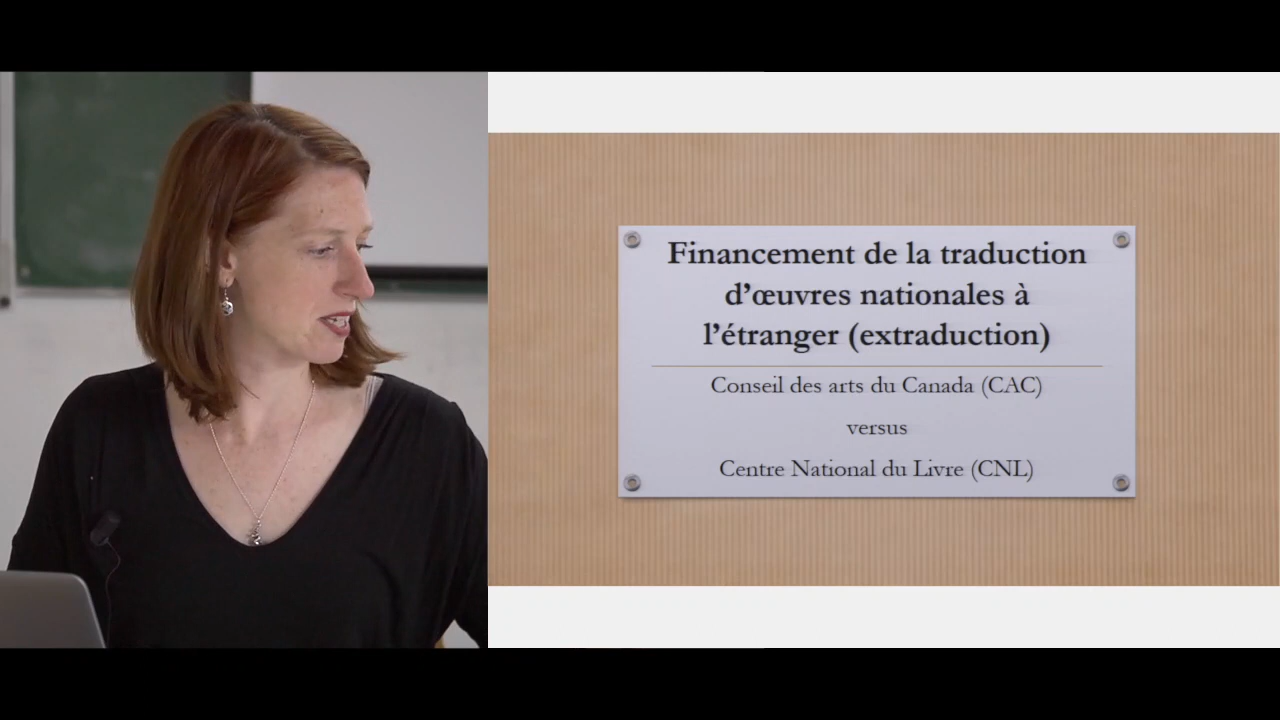 Financement de la traduction
d’œuvres nationales à
l’étranger (extraduction)
Conseil des arts du Canada (CAC)
versus
Centre National du Livre (CNL)